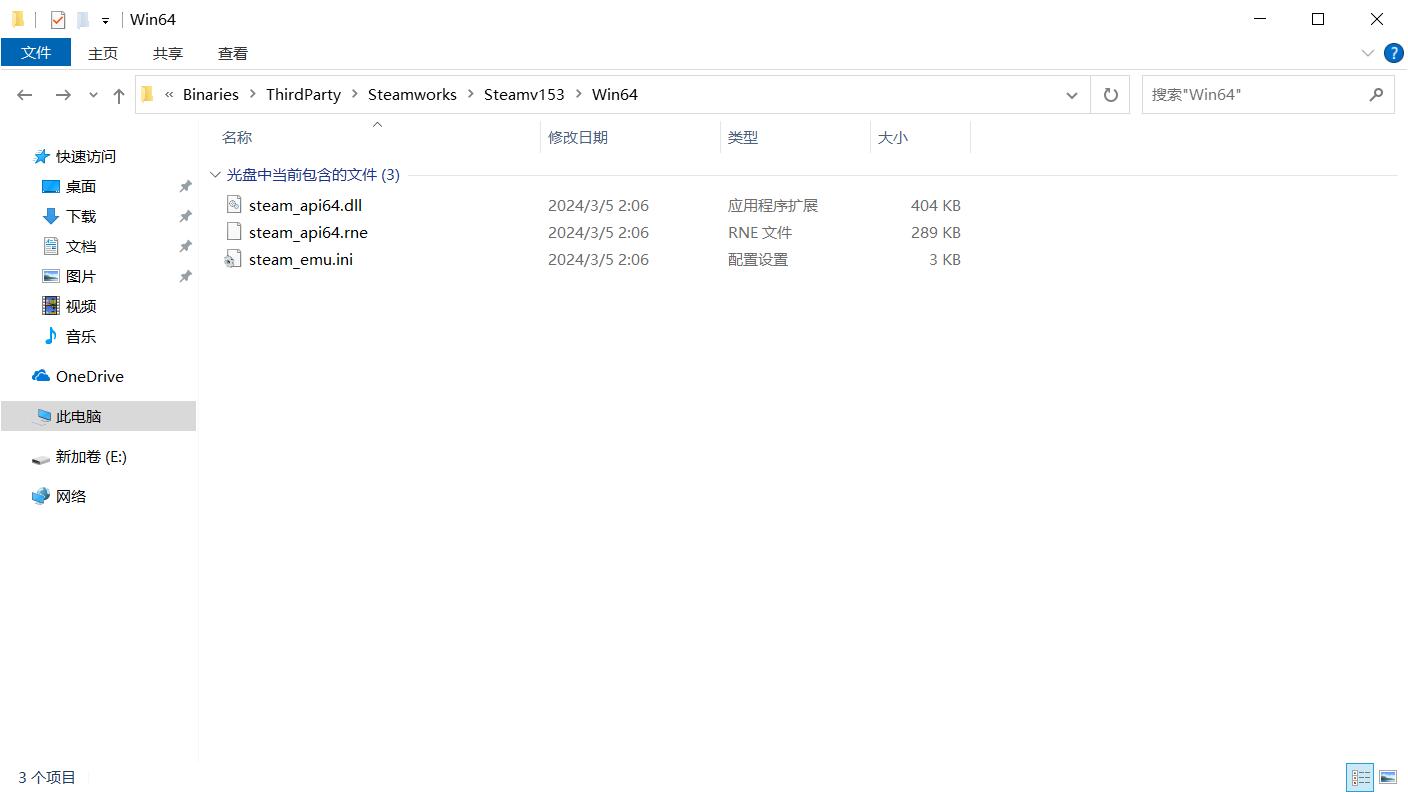 Win64
文件 主页 共享 查看
« Binaries > ThirdParty > Steamworks > Steamv153 > Win64 搜索"Win64"
名称 修改日期 类型 大小
快速访问
桌面
下载
文档
图片
视频
音乐
OneDrive
此电脑
新加卷 (E:)
网络
光盘中当前包含的文件 (3)
steam_api64.dll 2024/3/5 2:06 应用程序扩展 404 KB
steam_api64.rne 2024/3/5 2:06 RNE 文件 289 KB
steam_emu.ini 2024/3/5 2:06 配置设置 3 KB
3 个项目